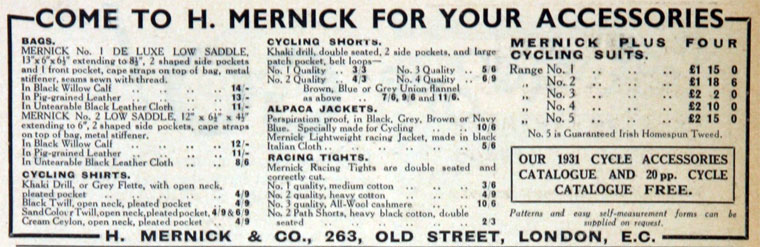 COME TO H. MERNICK FOR YOUR ACCESSORIES
BAGS.
MERNICK No. 1 DE LUXE LOW SADDLE,
13"x6"x6½" extending to 8½", 2 shaped side pockets
and 1 front pocket, cape straps on top of bag, metal
stiffener, seams sewn with thread.
In Black Willow Calf .. .. .. 14/-
In Pig-grained Leather .. .. .. 13/-
In Untearable Black Leather Cloth .. .. 11/-
MERNICK No. 2 LOW SADDLE, 12" x 6½" x 4½"
extending to 6", 2 shaped side pockets, cape straps
on top of bag, metal stiffener.
In Black Willow Calf .. .. .. 12/-
In Pig-grained Leather .. .. .. 11/-
In Untearable Black Leather Cloth .. .. 8/6
CYCLING SHIRTS.
Khaki Drill, or Grey Flette, with open neck,
pleated pocket .. .. .. .. 4/9
Black Twill, open neck, pleated pocket .. 4/9
Sand Colour Twill, open neck, pleated pocket, 4/9 & 6/9
Cream Ceylon, open neck, pleated pocket .. 4/9
CYCLING SHORTS.
Khaki drill, double seated, 2 side pockets, and large
patch pocket, belt loops—
No. 1 Quality .. 3/3 No. 3 Quality .. 5/6
No. 2 Quality .. 4/3 No. 4 Quality .. 6/9
Brown, Blue or Grey Union flannel
as above .. 7/6, 9/6 and 11/6.
ALPACA JACKETS.
Perspiration proof, in Black, Grey, Brown or Navy
Blue. Specially made for Cycling .. .. 10/6
Mernick Lightweight racing Jacket, made in black
Italian Cloth .. .. .. .. .. 5/6
RACING TIGHTS.
Mernick Racing Tights are double seated and
correctly cut.
No. 1 quality, medium cotton .. .. 3/6
No. 2 quality, heavy cotton .. .. 4/9
No. 3 quality, All-Wool cashmere .. .. 10/6
No. 2 Path Shorts, heavy black cotton, double
seated .. .. .. .. .. 2/3
MERNICK PLUS FOUR
CYCLING SUITS.
Range No. 1 .. .. £1 15 0
„ No. 2 .. .. £1 18 6
„ No. 3 .. .. £2 2 0
„ No. 4 .. .. £2 10 0
„ No. 5 .. .. £2 15 0
No. 5 is Guaranteed Irish Homespun Tweed.
OUR 1931 CYCLE ACCESSORIES
CATALOGUE AND 20 pp. CYCLE
CATALOGUE FREE.
Patterns and easy self-measurement forms can be
supplied on request.
H. MERNICK & CO., 263, OLD STREET, LONDON, E.C.